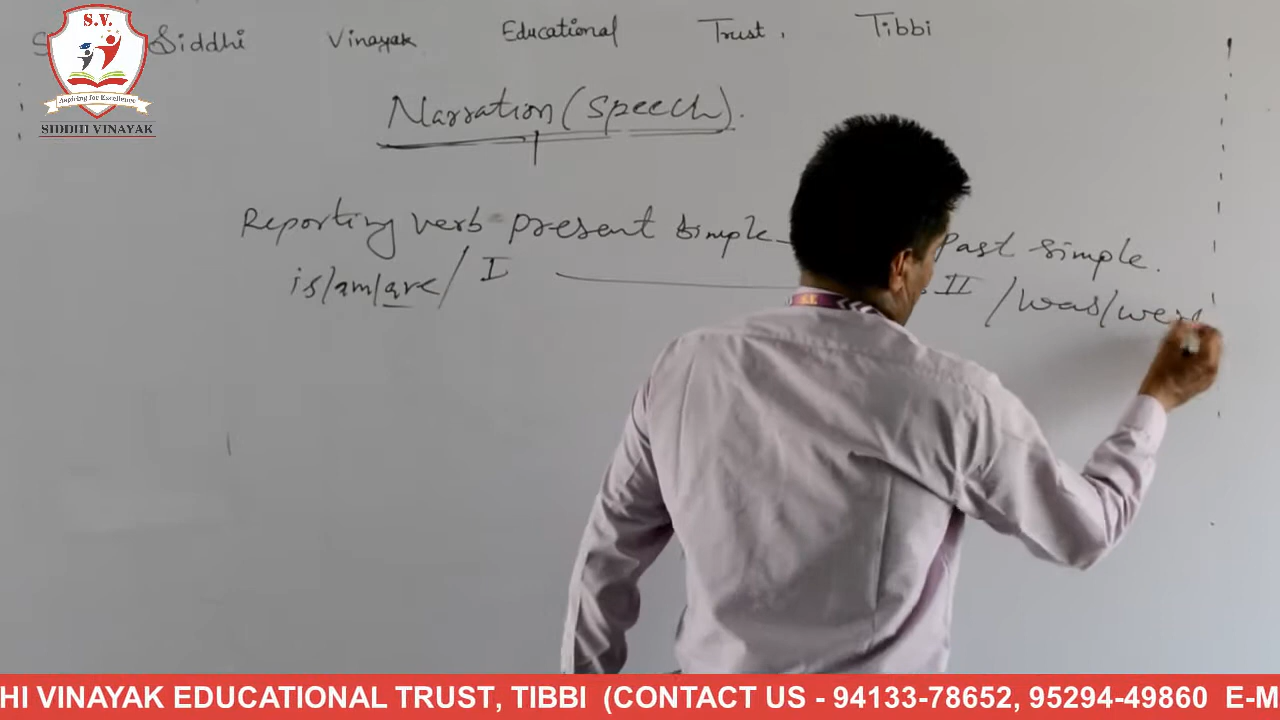 S.V.
Aspiring for Excellence
SIDDHI VINAYAK
Siddhi Vinayak Educational Trust, Tibbi
Narration (Speech).
Reporting verb present simple Past simple.
is/am/are/ I II /was/were
HI VINAYAK EDUCATIONAL TRUST, TIBBI (CONTACT US - 94133-78652, 95294-49860 E-M